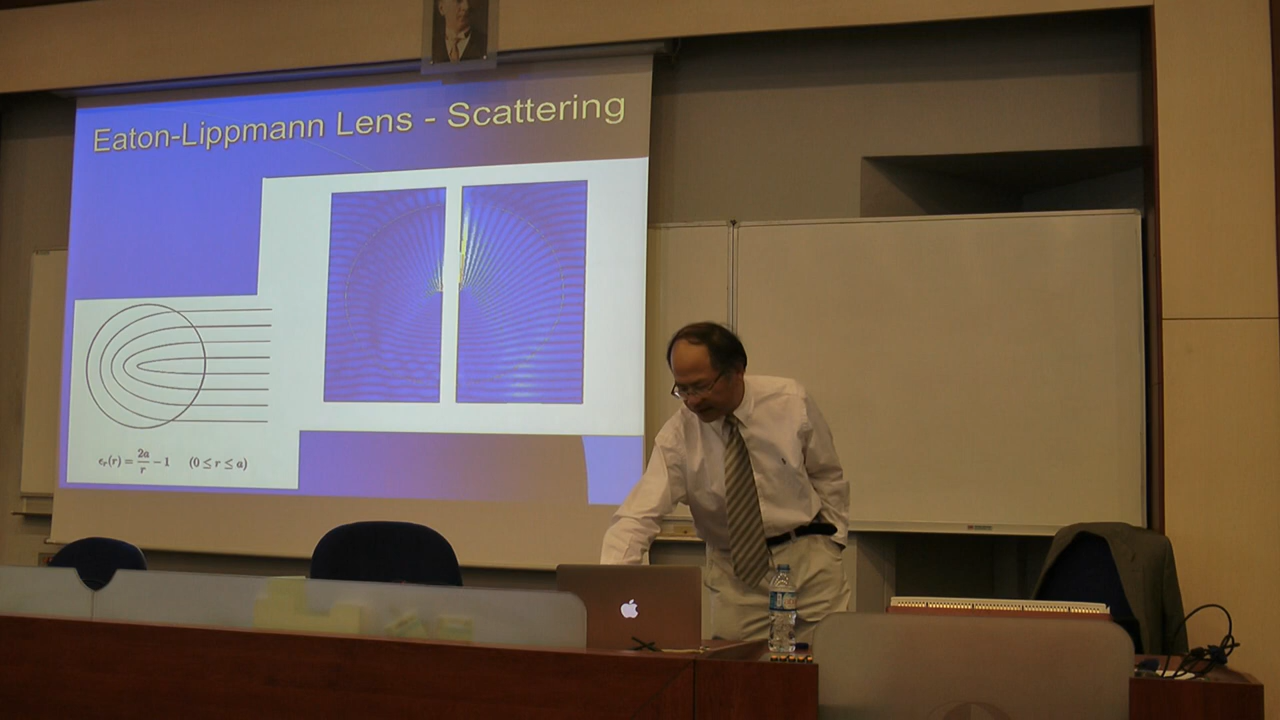 Eaton-Lippmann Lens - Scattering
ϵᵣ(r) = 2a/r − 1 (0 ≤ r ≤ a)